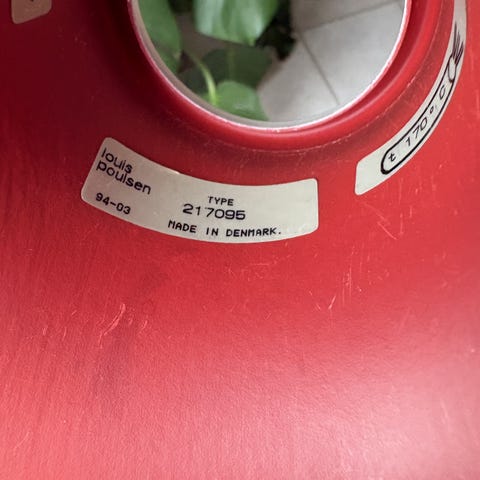 louis
poulsen
94-03
TYPE
217095
MADE IN DENMARK.
t 170°C